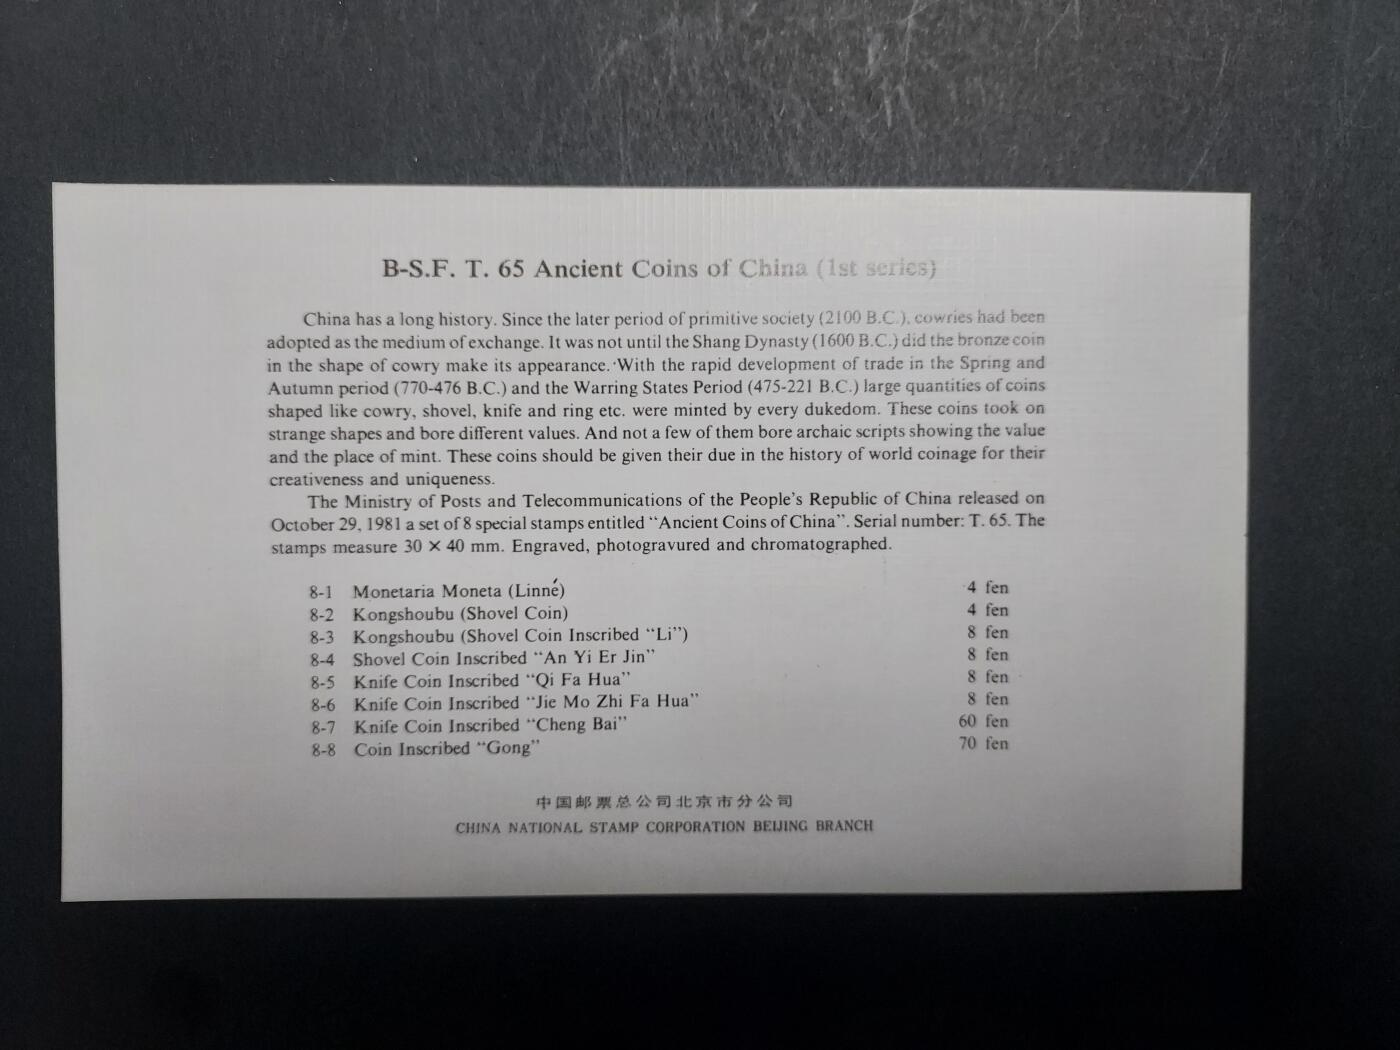 B-S.F. T. 65 Ancient Coins of China (1st series)
China has a long history. Since the later period of primitive society (2100 B.C.), cowries had been
adopted as the medium of exchange. It was not until the Shang Dynasty (1600 B.C.) did the bronze coin
in the shape of cowry make its appearance. With the rapid development of trade in the Spring and
Autumn period (770-476 B.C.) and the Warring States Period (475-221 B.C.) large quantities of coins
shaped like cowry, shovel, knife and ring etc. were minted by every dukedom. These coins took on
strange shapes and bore different values. And not a few of them bore archaic scripts showing the value
and the place of mint. These coins should be given their due in the history of world coinage for their
creativeness and uniqueness.
The Ministry of Posts and Telecommunications of the People's Republic of China released on
October 29, 1981 a set of 8 special stamps entitled "Ancient Coins of China". Serial number: T. 65. The
stamps measure 30 × 40 mm. Engraved, photogravured and chromatographed.
8-1 Monetaria Moneta (Linné) 4 fen
8-2 Kongshoubu (Shovel Coin) 4 fen
8-3 Kongshoubu (Shovel Coin Inscribed "Li") 8 fen
8-4 Shovel Coin Inscribed "An Yi Er Jin" 8 fen
8-5 Knife Coin Inscribed "Qi Fa Hua" 8 fen
8-6 Knife Coin Inscribed "Jie Mo Zhi Fa Hua" 8 fen
8-7 Knife Coin Inscribed "Cheng Bai" 60 fen
8-8 Coin Inscribed "Gong" 70 fen
中国邮票总公司北京市分公司
CHINA NATIONAL STAMP CORPORATION BEIJING BRANCH